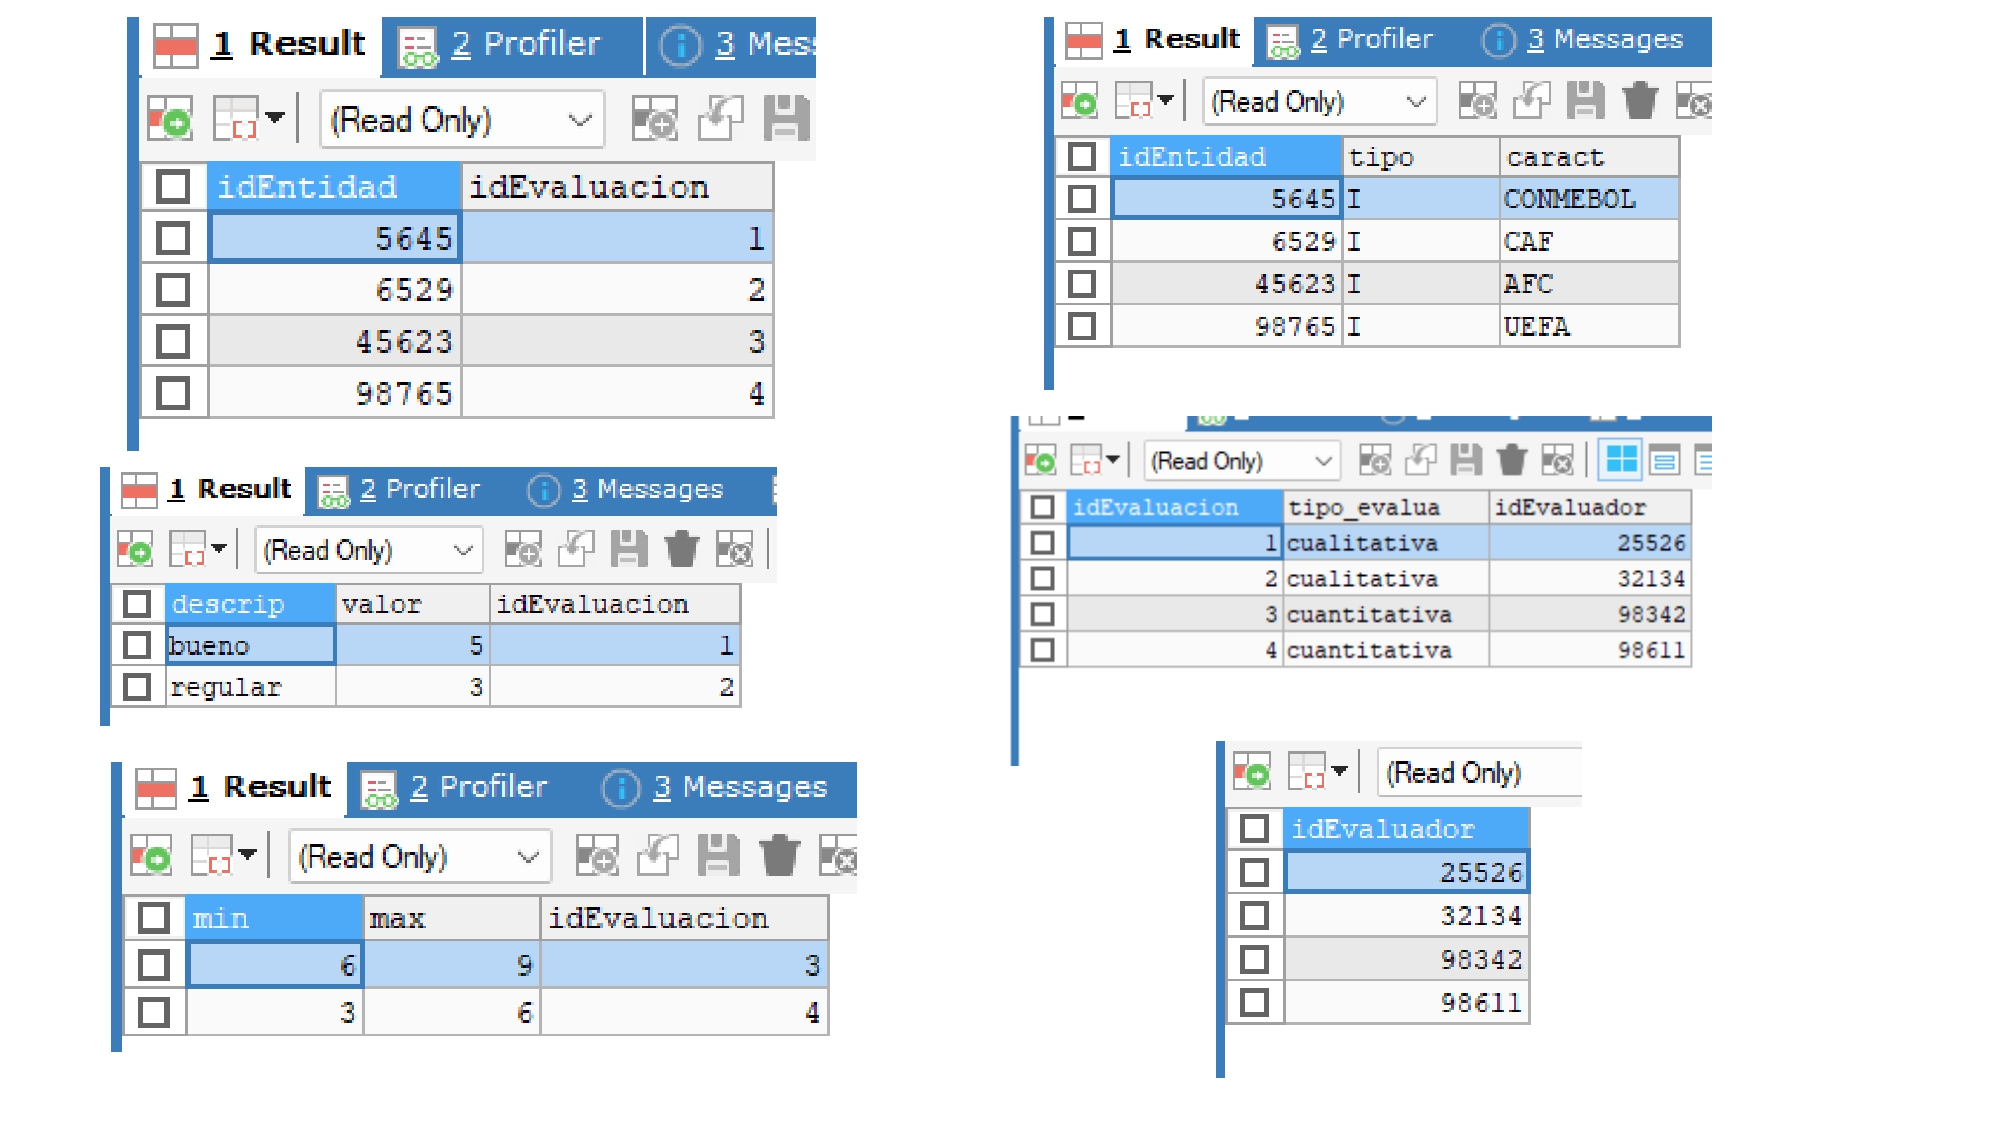 1 Result 2 Profiler 3 Mess
(Read Only)
idEntidad idEvaluacion
5645 1
6529 2
45623 3
98765 4
1 Result 2 Profiler 3 Messages
(Read Only)
idEntidad tipo caract
5645 I CONMEBOL
6529 I CAF
45623 I AFC
98765 I UEFA
1 Result 2 Profiler 3 Messages
(Read Only)
descrip valor idEvaluacion
bueno 5 1
regular 3 2
(Read Only)
idEvaluacion tipo_evalua idEvaluador
1 cualitativa 25526
2 cualitativa 32134
3 cuantitativa 98342
4 cuantitativa 98611
1 Result 2 Profiler 3 Messages
(Read Only)
min max idEvaluacion
6 9 3
3 6 4
(Read Only)
idEvaluador
25526
32134
98342
98611